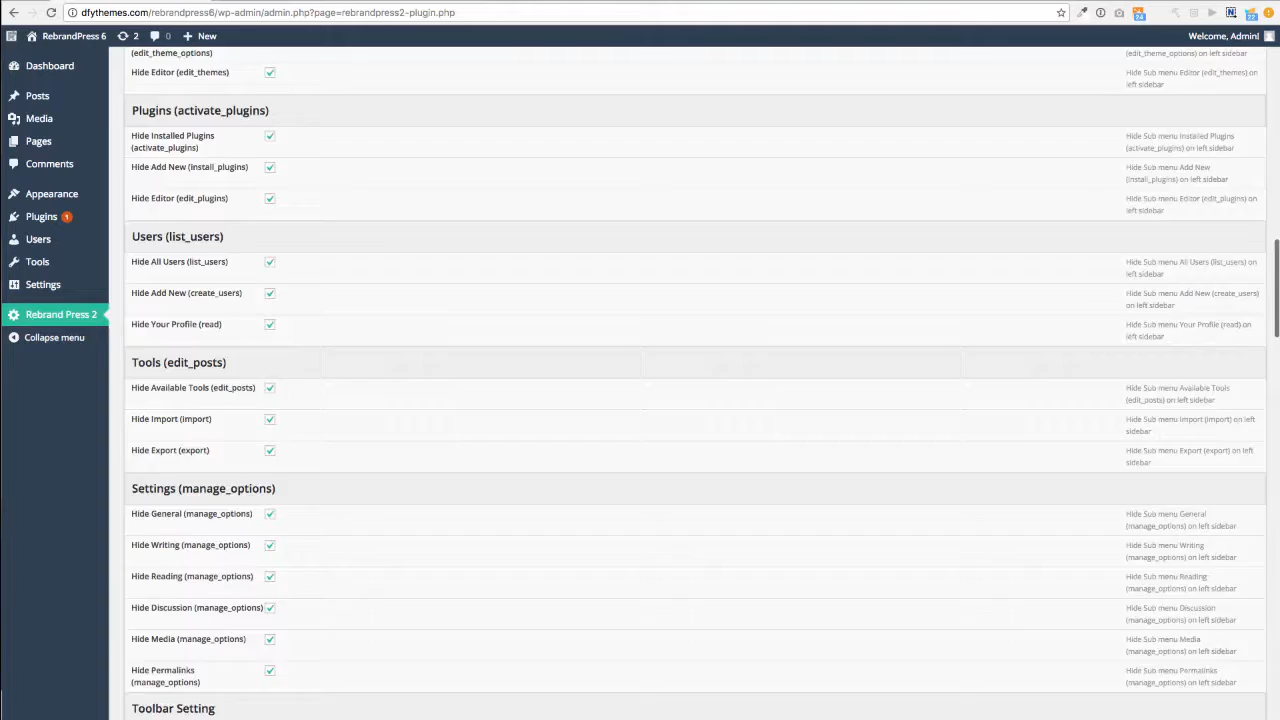 dfythemes.com/rebrandpress6/wp-admin/admin.php?page=rebrandpress2-plugin.php
24
22
RebrandPress 6
2
0
New
Welcome, Admin!
Dashboard
Posts
Media
Pages
Comments
Appearance
Plugins 1
Users
Tools
Settings
Rebrand Press 2
Collapse menu
(edit_theme_options)
(edit_theme_options) on left sidebar
Hide Editor (edit_themes)
Hide Sub menu Editor (edit_themes) on
left sidebar
Plugins (activate_plugins)
Hide Installed Plugins
(activate_plugins)
Hide Sub menu Installed Plugins
(activate_plugins) on left sidebar
Hide Add New (install_plugins)
Hide Sub menu Add New
(install_plugins) on left sidebar
Hide Editor (edit_plugins)
Hide Sub menu Editor (edit_plugins) on
left sidebar
Users (list_users)
Hide All Users (list_users)
Hide Sub menu All Users (list_users) on
left sidebar
Hide Add New (create_users)
Hide Sub menu Add New (create_users)
on left sidebar
Hide Your Profile (read)
Hide Sub menu Your Profile (read) on
left sidebar
Tools (edit_posts)
Hide Available Tools (edit_posts)
Hide Sub menu Available Tools
(edit_posts) on left sidebar
Hide Import (import)
Hide Sub menu Import (import) on left
sidebar
Hide Export (export)
Hide Sub menu Export (export) on left
sidebar
Settings (manage_options)
Hide General (manage_options)
Hide Sub menu General
(manage_options) on left sidebar
Hide Writing (manage_options)
Hide Sub menu Writing
(manage_options) on left sidebar
Hide Reading (manage_options)
Hide Sub menu Reading
(manage_options) on left sidebar
Hide Discussion (manage_options)
Hide Sub menu Discussion
(manage_options) on left sidebar
Hide Media (manage_options)
Hide Sub menu Media
(manage_options) on left sidebar
Hide Permalinks
(manage_options)
Hide Sub menu Permalinks
(manage_options) on left sidebar
Toolbar Setting